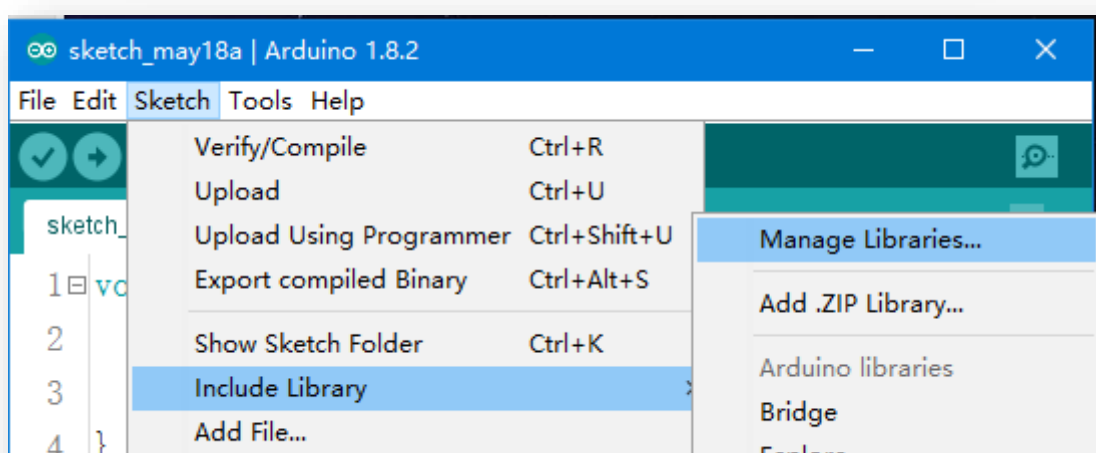 sketch_may18a | Arduino 1.8.2
File Edit Sketch Tools Help
Verify/Compile Ctrl+R
Upload Ctrl+U
sketch_
Upload Using Programmer Ctrl+Shift+U
Manage Libraries...
1 vo
Export compiled Binary Ctrl+Alt+S
Add .ZIP Library...
2
Show Sketch Folder Ctrl+K
Arduino libraries
3
Include Library
Bridge
4 }
Add File...